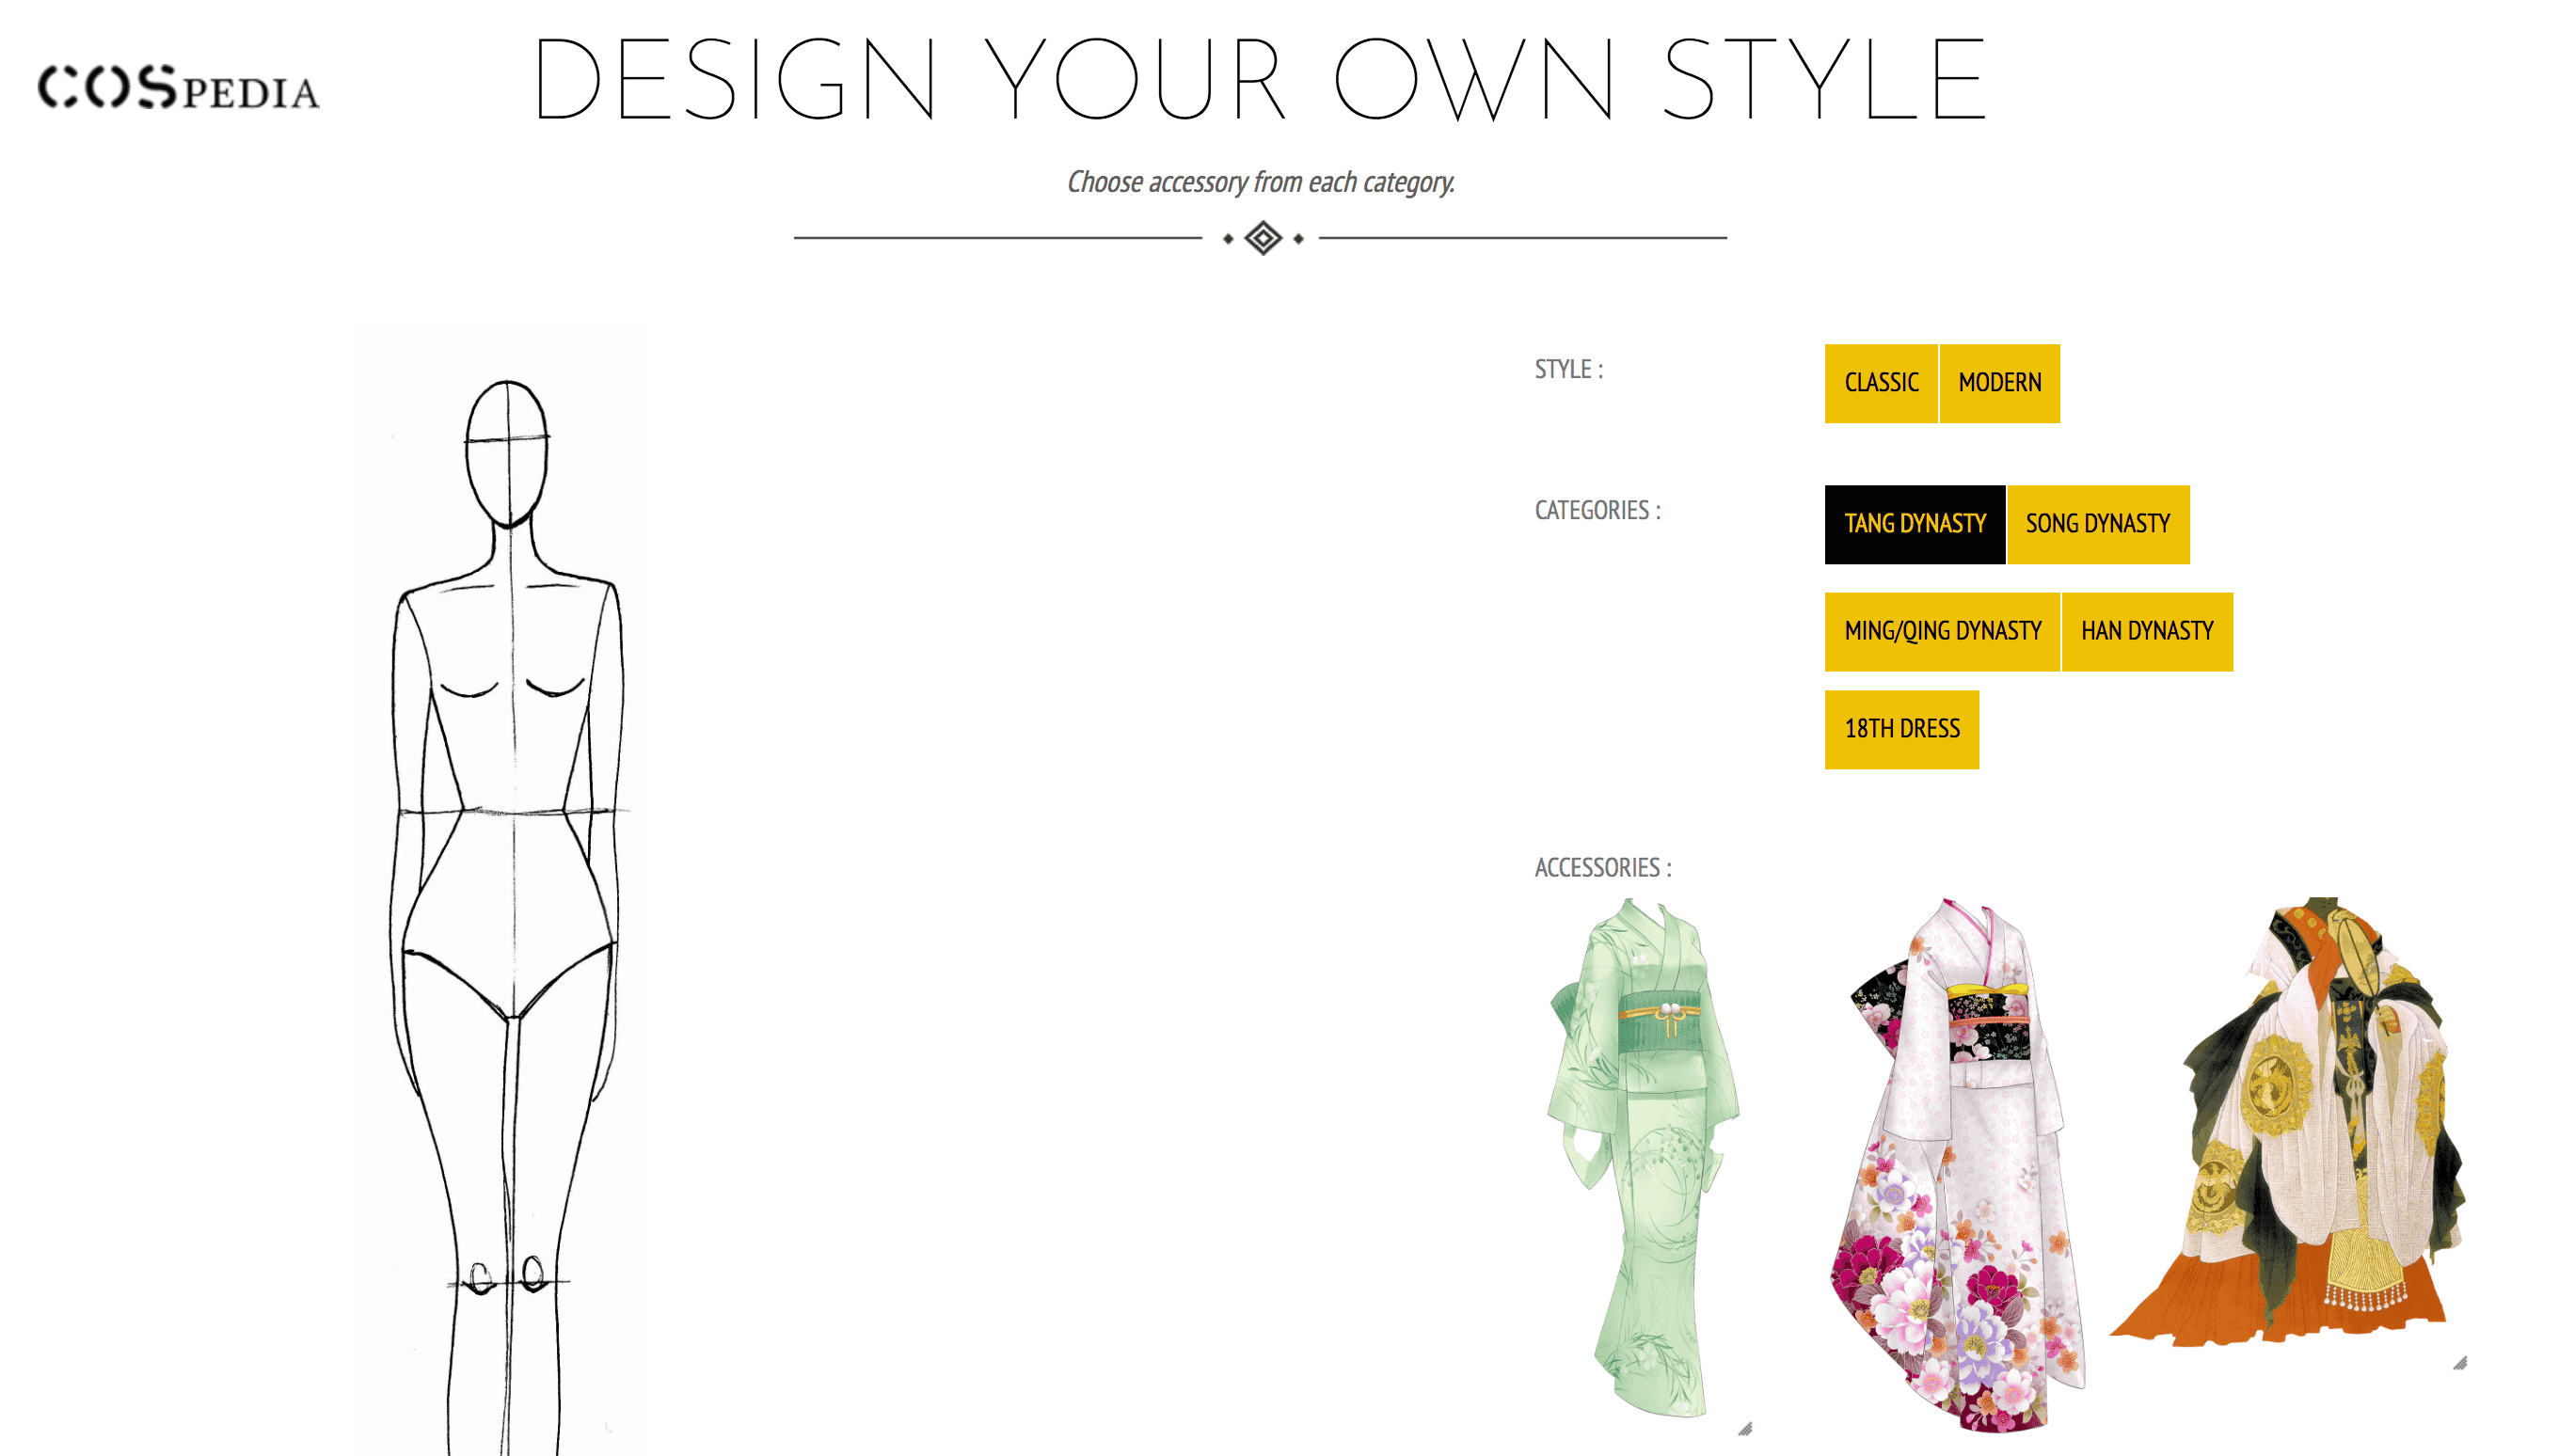 COSPEDIA
DESIGN YOUR OWN STYLE
Choose accessory from each category.
STYLE :
CLASSIC
MODERN
CATEGORIES :
TANG DYNASTY
SONG DYNASTY
MING/QING DYNASTY
HAN DYNASTY
18TH DRESS
ACCESSORIES :